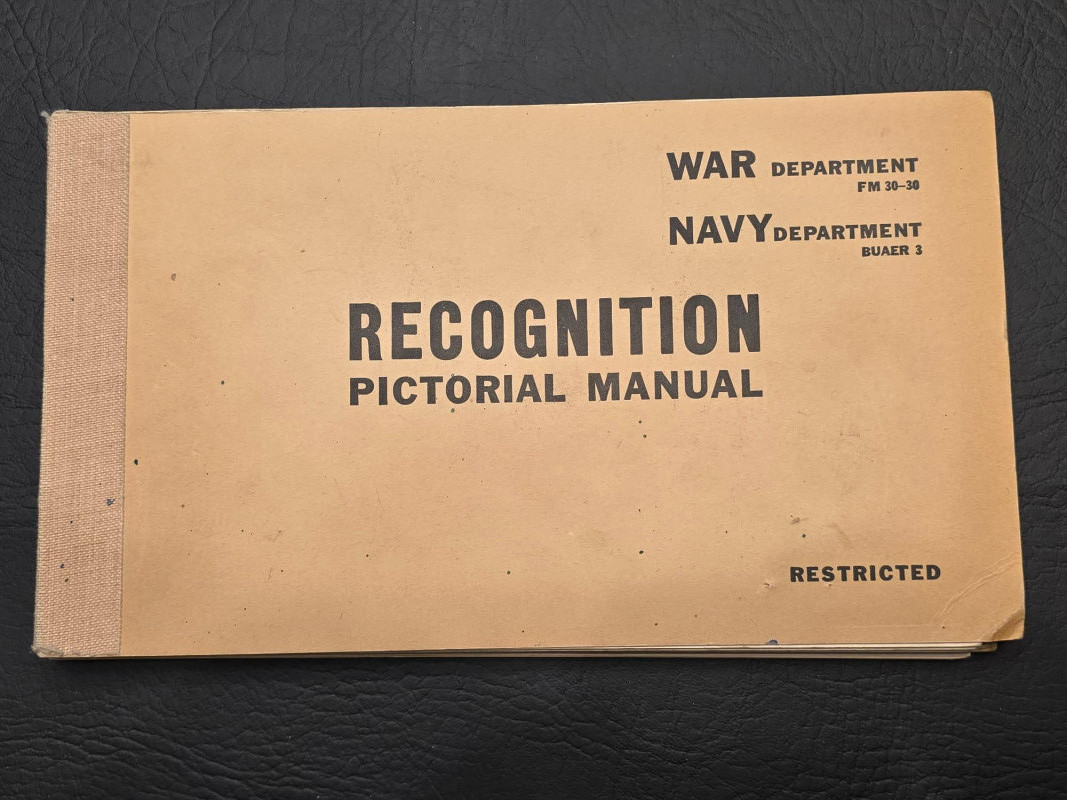 WAR DEPARTMENT
FM 30–30
NAVY DEPARTMENT
BUAER 3
RECOGNITION
PICTORIAL MANUAL
RESTRICTED